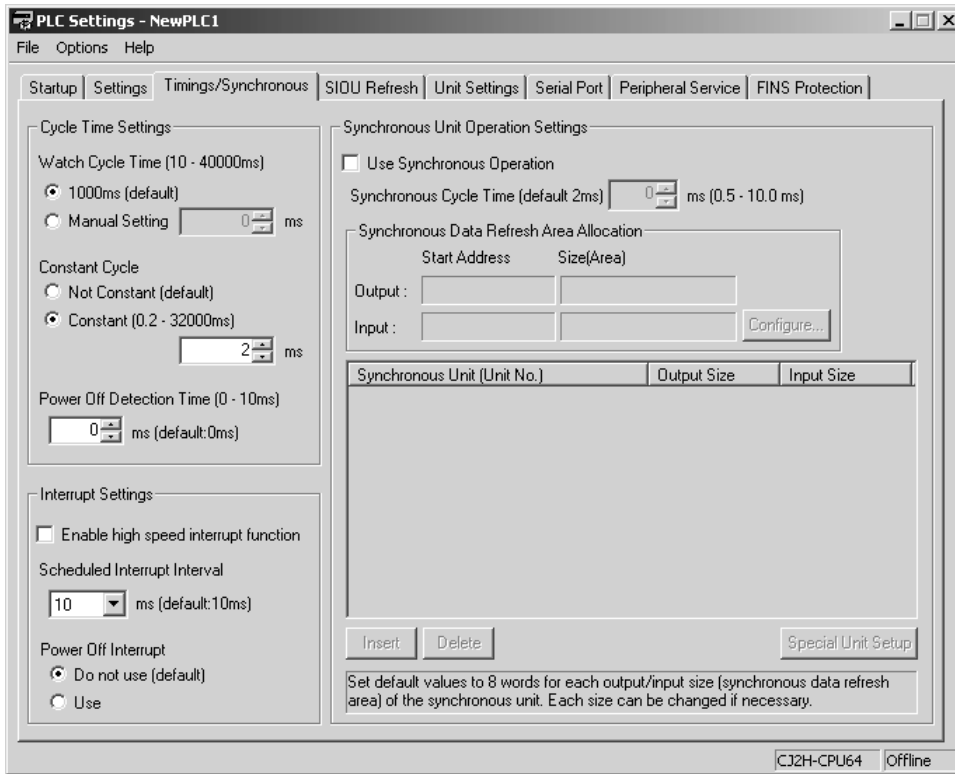 PLC Settings - NewPLC1
File Options Help
Startup Settings Timings/Synchronous SIOU Refresh Unit Settings Serial Port Peripheral Service FINS Protection
Cycle Time Settings
Watch Cycle Time (10 - 40000ms)
1000ms (default)
Manual Setting 0 ms
Constant Cycle
Not Constant (default)
Constant (0.2 - 32000ms)
2 ms
Power Off Detection Time (0 - 10ms)
0 ms (default:0ms)
Interrupt Settings
Enable high speed interrupt function
Scheduled Interrupt Interval
10 ms (default:10ms)
Power Off Interrupt
Do not use (default)
Use
Synchronous Unit Operation Settings
Use Synchronous Operation
Synchronous Cycle Time (default 2ms) 0 ms (0.5 - 10.0 ms)
Synchronous Data Refresh Area Allocation
Start Address Size(Area)
Output :
Input : Configure...
Synchronous Unit (Unit No.) Output Size Input Size
Insert Delete Special Unit Setup
Set default values to 8 words for each output/input size (synchronous data refresh
area) of the synchronous unit. Each size can be changed if necessary.
CJ2H-CPU64 Offline